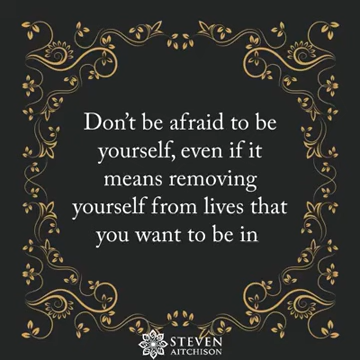 Don't be afraid to be
yourself, even if it
means removing
yourself from lives that
you want to be in
STEVEN
AITCHISON